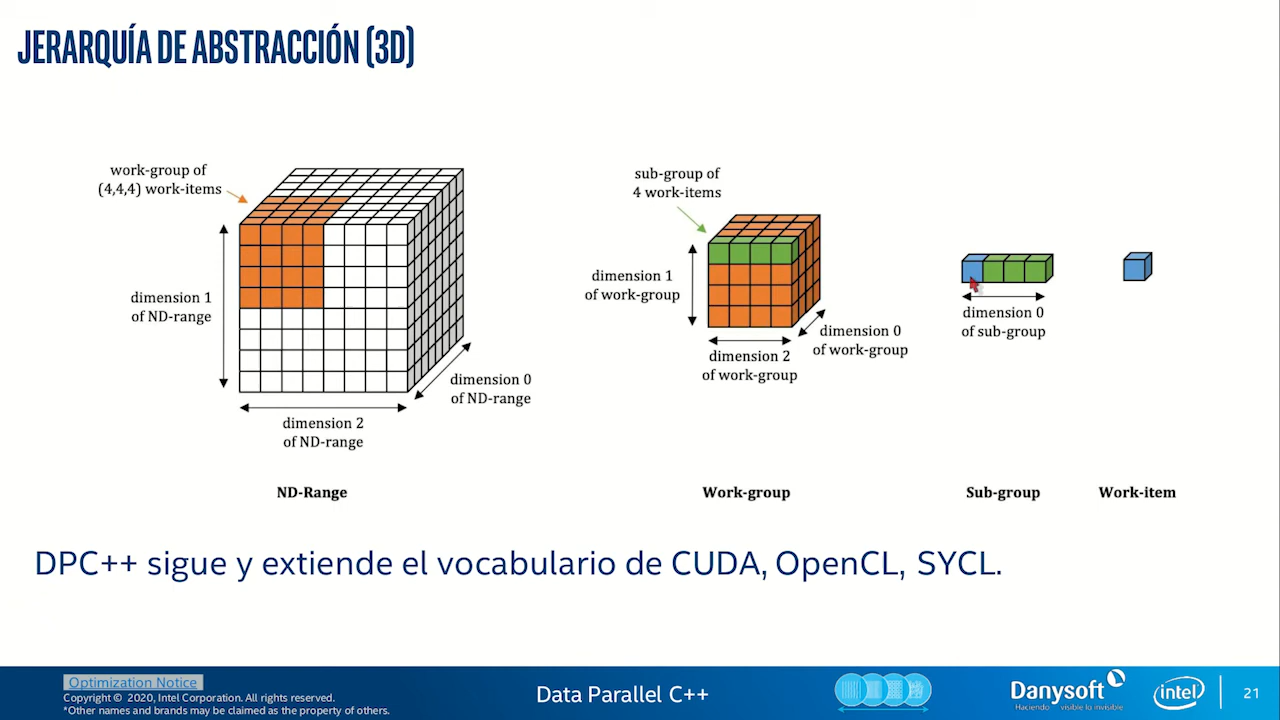 JERARQUÍA DE ABSTRACCIÓN (3D)
work-group of
(4,4,4) work-items
dimension 1
of ND-range
dimension 0
of ND-range
dimension 2
of ND-range
ND-Range
sub-group of
4 work-items
dimension 1
of work-group
dimension 0
of work-group
dimension 2
of work-group
Work-group
dimension 0
of sub-group
Sub-group
Work-item
DPC++ sigue y extiende el vocabulario de CUDA, OpenCL, SYCL.
Optimization Notice
Copyright © 2020, Intel Corporation. All rights reserved.
*Other names and brands may be claimed as the property of others.
Data Parallel C++
Danysoft
Haciendo visible lo invisible
intel
21